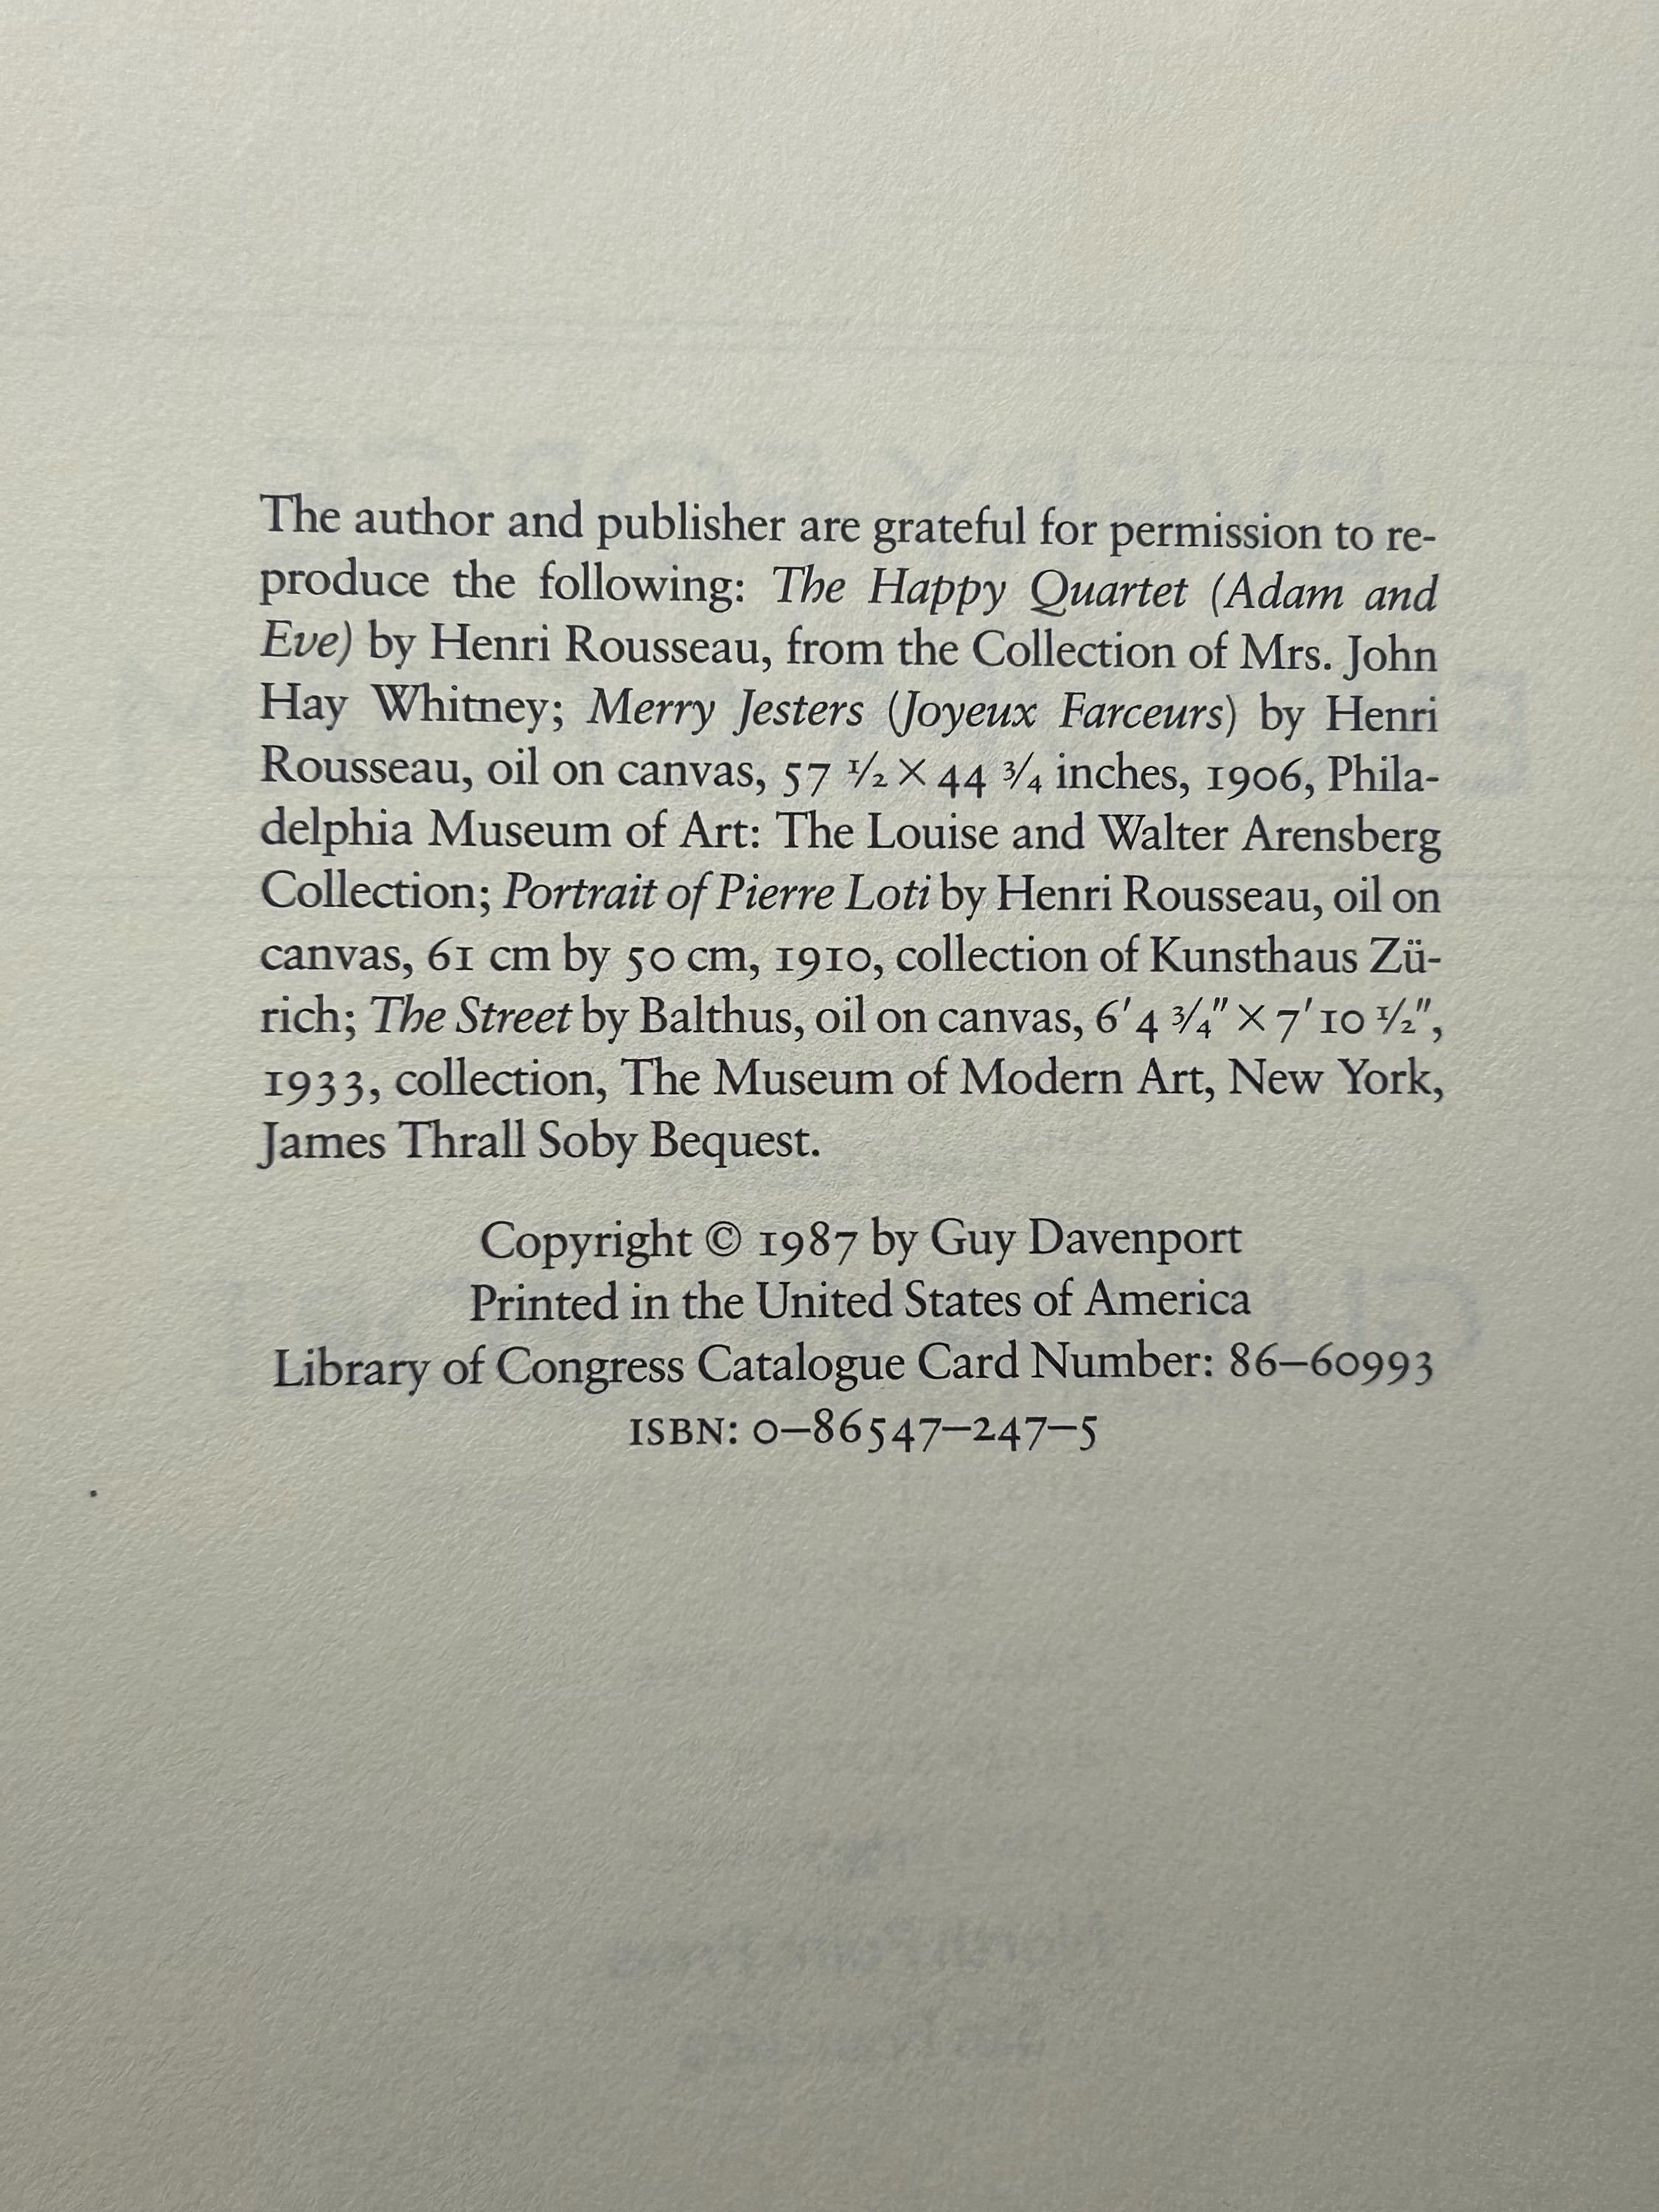 The author and publisher are grateful for permission to re-
produce the following: The Happy Quartet (Adam and
Eve) by Henri Rousseau, from the Collection of Mrs. John
Hay Whitney; Merry Jesters (Joyeux Farceurs) by Henri
Rousseau, oil on canvas, 57 ½ × 44 ¾ inches, 1906, Phila-
delphia Museum of Art: The Louise and Walter Arensberg
Collection; Portrait of Pierre Loti by Henri Rousseau, oil on
canvas, 61 cm by 50 cm, 1910, collection of Kunsthaus Zü-
rich; The Street by Balthus, oil on canvas, 6′4 ¾″ × 7′10 ½″,
1933, collection, The Museum of Modern Art, New York,
James Thrall Soby Bequest.
Copyright © 1987 by Guy Davenport
Printed in the United States of America
Library of Congress Catalogue Card Number: 86–60993
ISBN: 0–86547–247–5